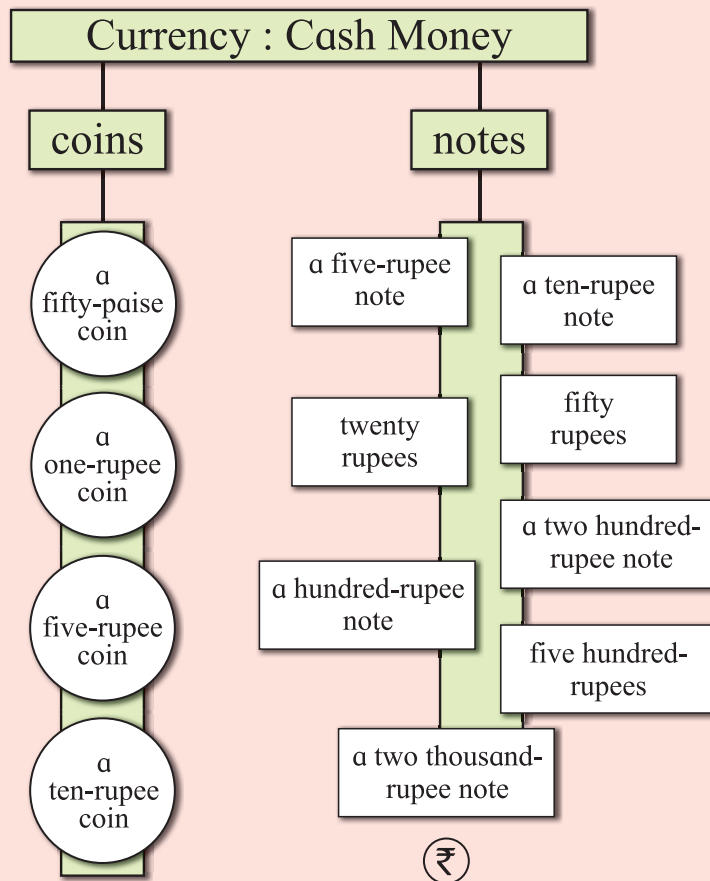 Currency : Cash Money
coins
notes
a
fifty-paise
coin
a
one-rupee
coin
a
five-rupee
coin
a
ten-rupee
coin
a five-rupee
note
a ten-rupee
note
twenty
rupees
fifty
rupees
a two hundred-
rupee note
a hundred-rupee
note
five hundred-
rupees
a two thousand-
rupee note
₹